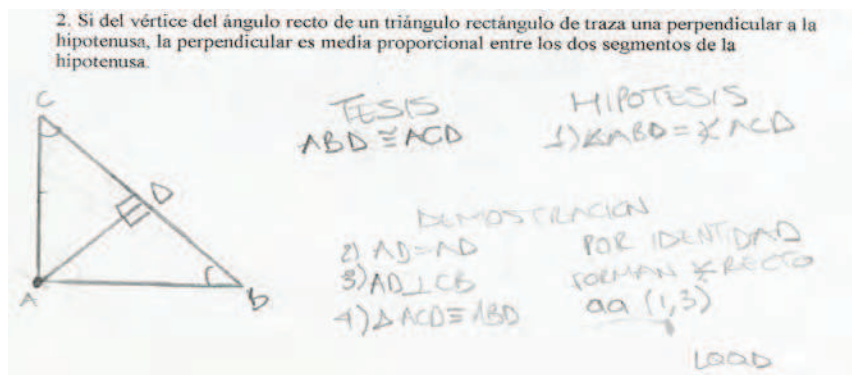 2. Si del vértice del ángulo recto de un triángulo rectángulo de traza una perpendicular a la
hipotenusa, la perpendicular es media proporcional entre los dos segmentos de la
hipotenusa.
C
D
A
B
TESIS
ABD ≅ ACD
HIPOTESIS
1) ∡ABD = ∡ACD
DEMOSTRACION
2) AD=AD POR IDENTIDAD
3) AD⊥CB FORMAN ∡RECTO
4) △ACD≡ABD aa (1,3)
LQQD